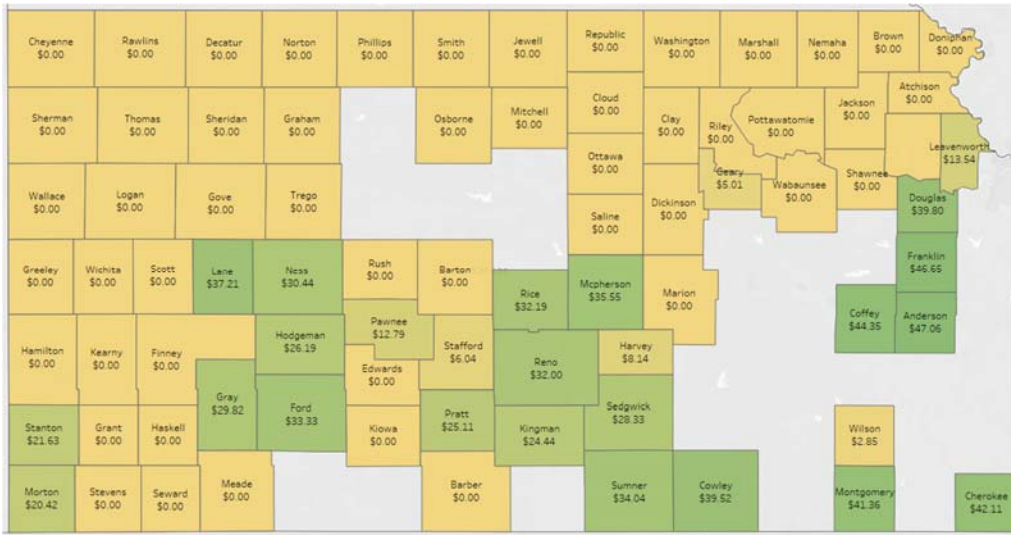 Cheyenne
$0.00
Rawlins
$0.00
Decatur
$0.00
Norton
$0.00
Phillips
$0.00
Smith
$0.00
Jewell
$0.00
Republic
$0.00
Washington
$0.00
Marshall
$0.00
Nemaha
$0.00
Brown
$0.00
Doniphan
$0.00
Sherman
$0.00
Thomas
$0.00
Sheridan
$0.00
Graham
$0.00
Osborne
$0.00
Mitchell
$0.00
Cloud
$0.00
Clay
$0.00
Riley
$0.00
Pottawatomie
$0.00
Jackson
$0.00
Atchison
$0.00
Leavenworth
$13.54
Ottawa
$0.00
Wallace
$0.00
Logan
$0.00
Gove
$0.00
Trego
$0.00
Saline
$0.00
Dickinson
$0.00
Geary
$5.01
Wabaunsee
$0.00
Shawnee
$0.00
Douglas
$39.80
Greeley
$0.00
Wichita
$0.00
Scott
$0.00
Lane
$37.21
Ness
$30.44
Rush
$0.00
Barton
$0.00
Rice
$32.19
Mcpherson
$35.55
Marion
$0.00
Franklin
$46.65
Hamilton
$0.00
Kearny
$0.00
Finney
$0.00
Hodgeman
$26.19
Pawnee
$12.79
Stafford
$6.04
Edwards
$0.00
Reno
$32.00
Harvey
$8.14
Coffey
$44.35
Anderson
$47.06
Gray
$29.82
Ford
$33.33
Stanton
$21.63
Grant
$0.00
Haskell
$0.00
Kiowa
$0.00
Pratt
$25.11
Kingman
$24.44
Sedgwick
$28.33
Wilson
$2.85
Morton
$20.42
Stevens
$0.00
Seward
$0.00
Meade
$0.00
Barber
$0.00
Sumner
$34.04
Cowley
$39.52
Montgomery
$41.36
Cherokee
$42.11